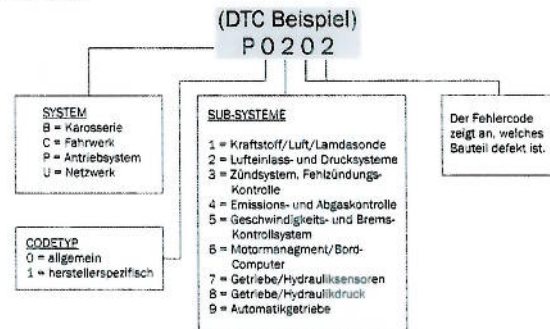 (DTC Beispiel)
P0202
SYSTEM
B = Karosserie
C = Fahrwerk
P = Antriebsystem
U = Netzwerk
CODETYP
0 = allgemein
1 = herstellerspezifisch
SUB-SYSTEME
1 = Kraftstoff/Luft/Lamdasonde
2 = Lufteinlass- und Drucksysteme
3 = Zündsystem, Fehlzündungs-
Kontrolle
4 = Emissions- und Abgaskontrolle
5 = Geschwindigkeits- und Brems-
Kontrollsystem
6 = Motormanagment/Bord-
Computer
7 = Getriebe/Hydrauliksensoren
8 = Getriebe/Hydraulikdruck
9 = Automatikgetriebe
Der Fehlercode
zeigt an, welches
Bauteil defekt ist.